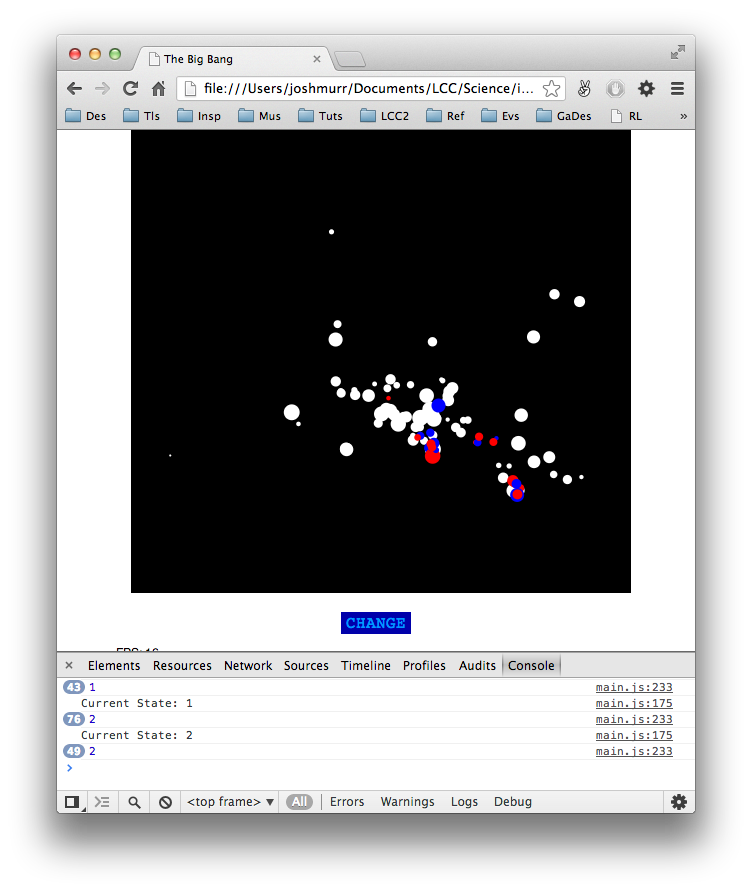 The Big Bang
file:///Users/joshmurr/Documents/LCC/Science/i...
Des Tls Insp Mus Tuts LCC2 Ref Evs GaDes RL »
CHANGE
Elements Resources Network Sources Timeline Profiles Audits Console
43 1 main.js:233
Current State: 1 main.js:175
76 2 main.js:233
Current State: 2 main.js:175
49 2 main.js:233
>
<top frame> All Errors Warnings Logs Debug